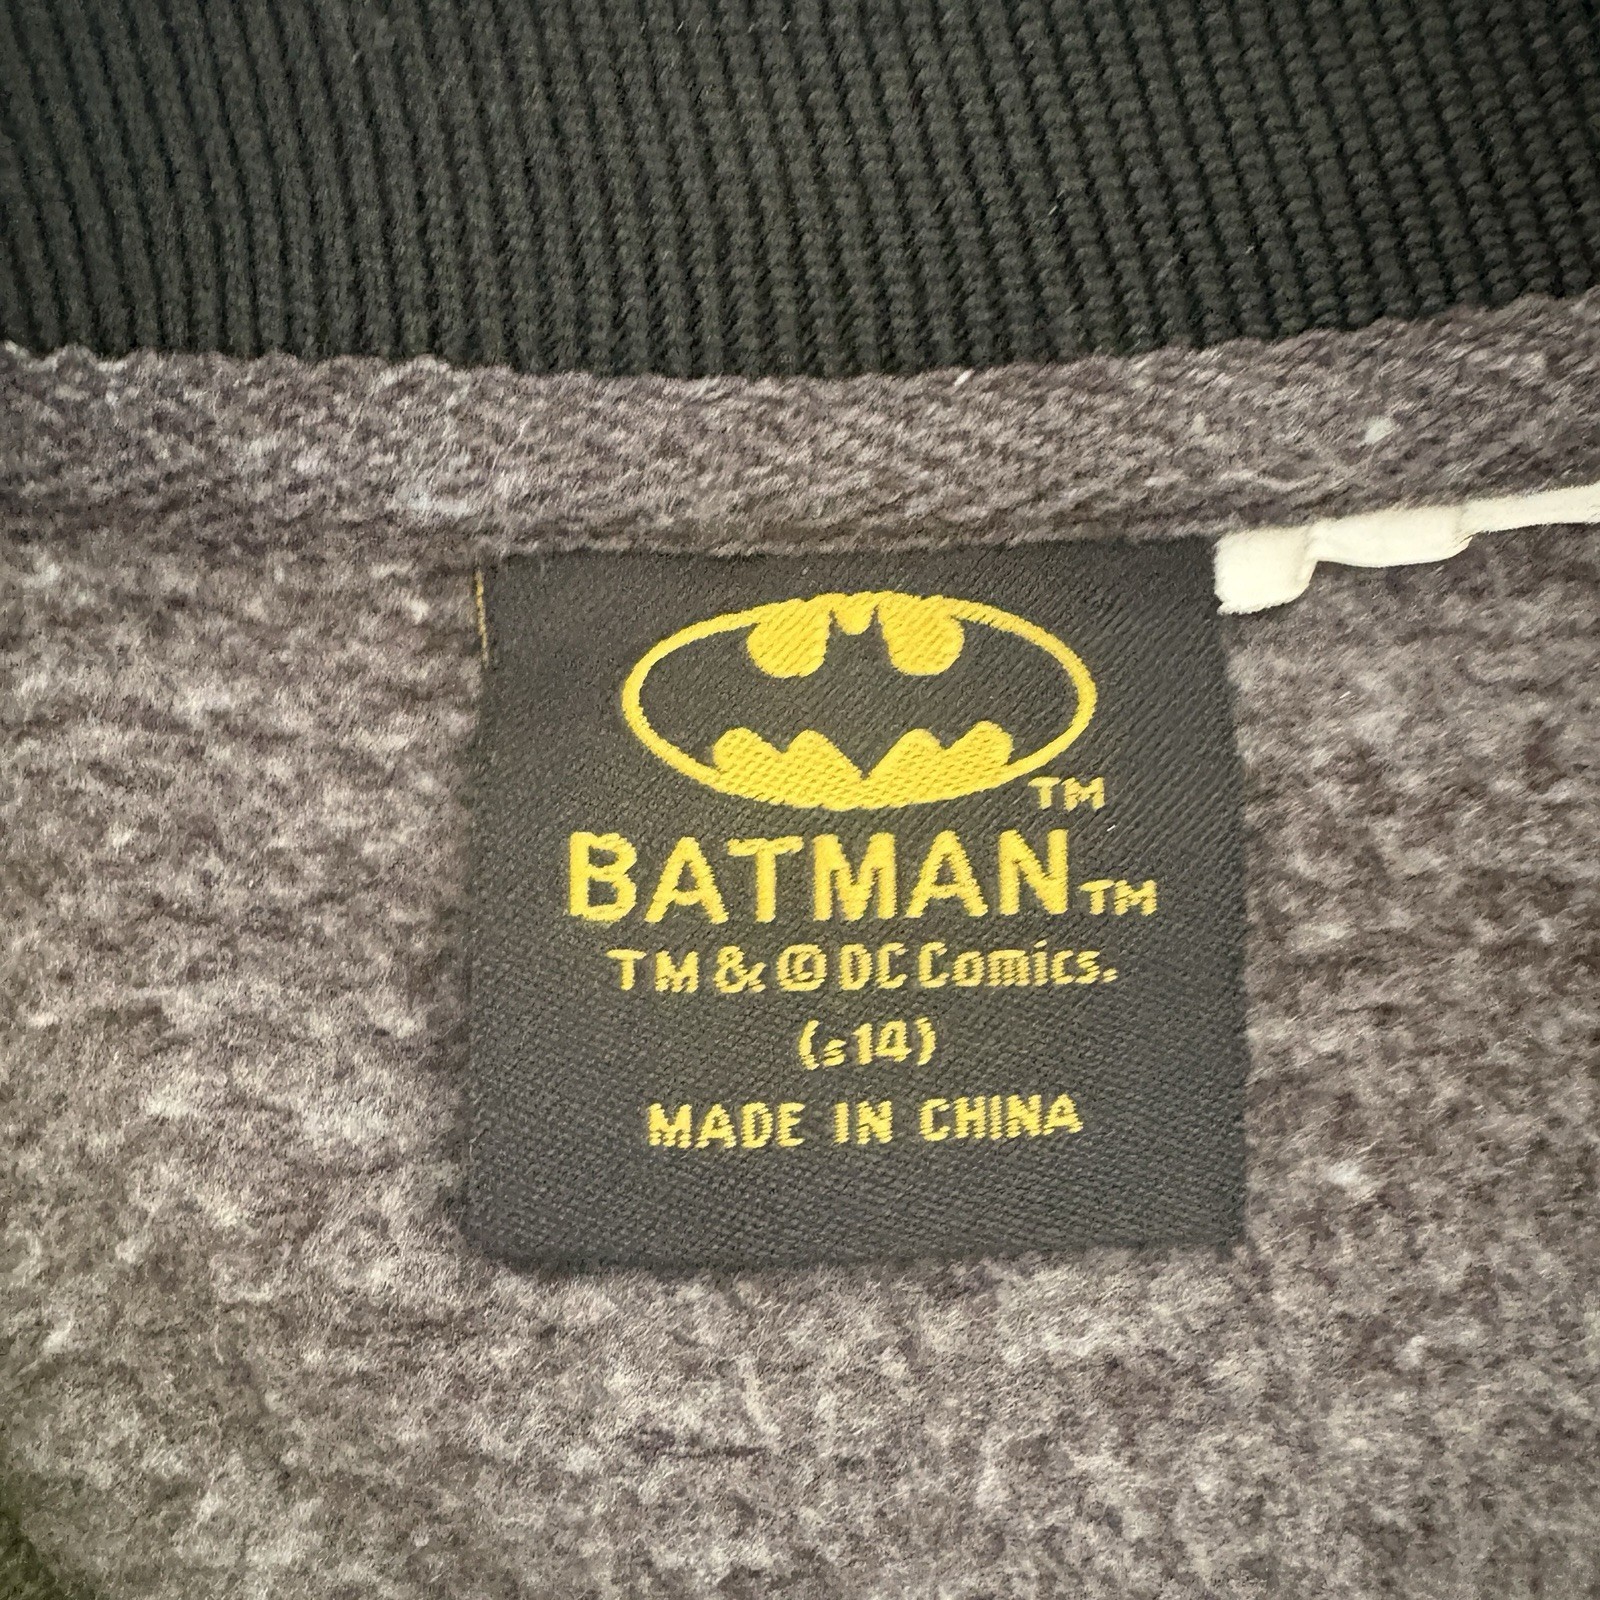 TM
BATMAN TM
TM & © DC Comics.
(s14)
MADE IN CHINA